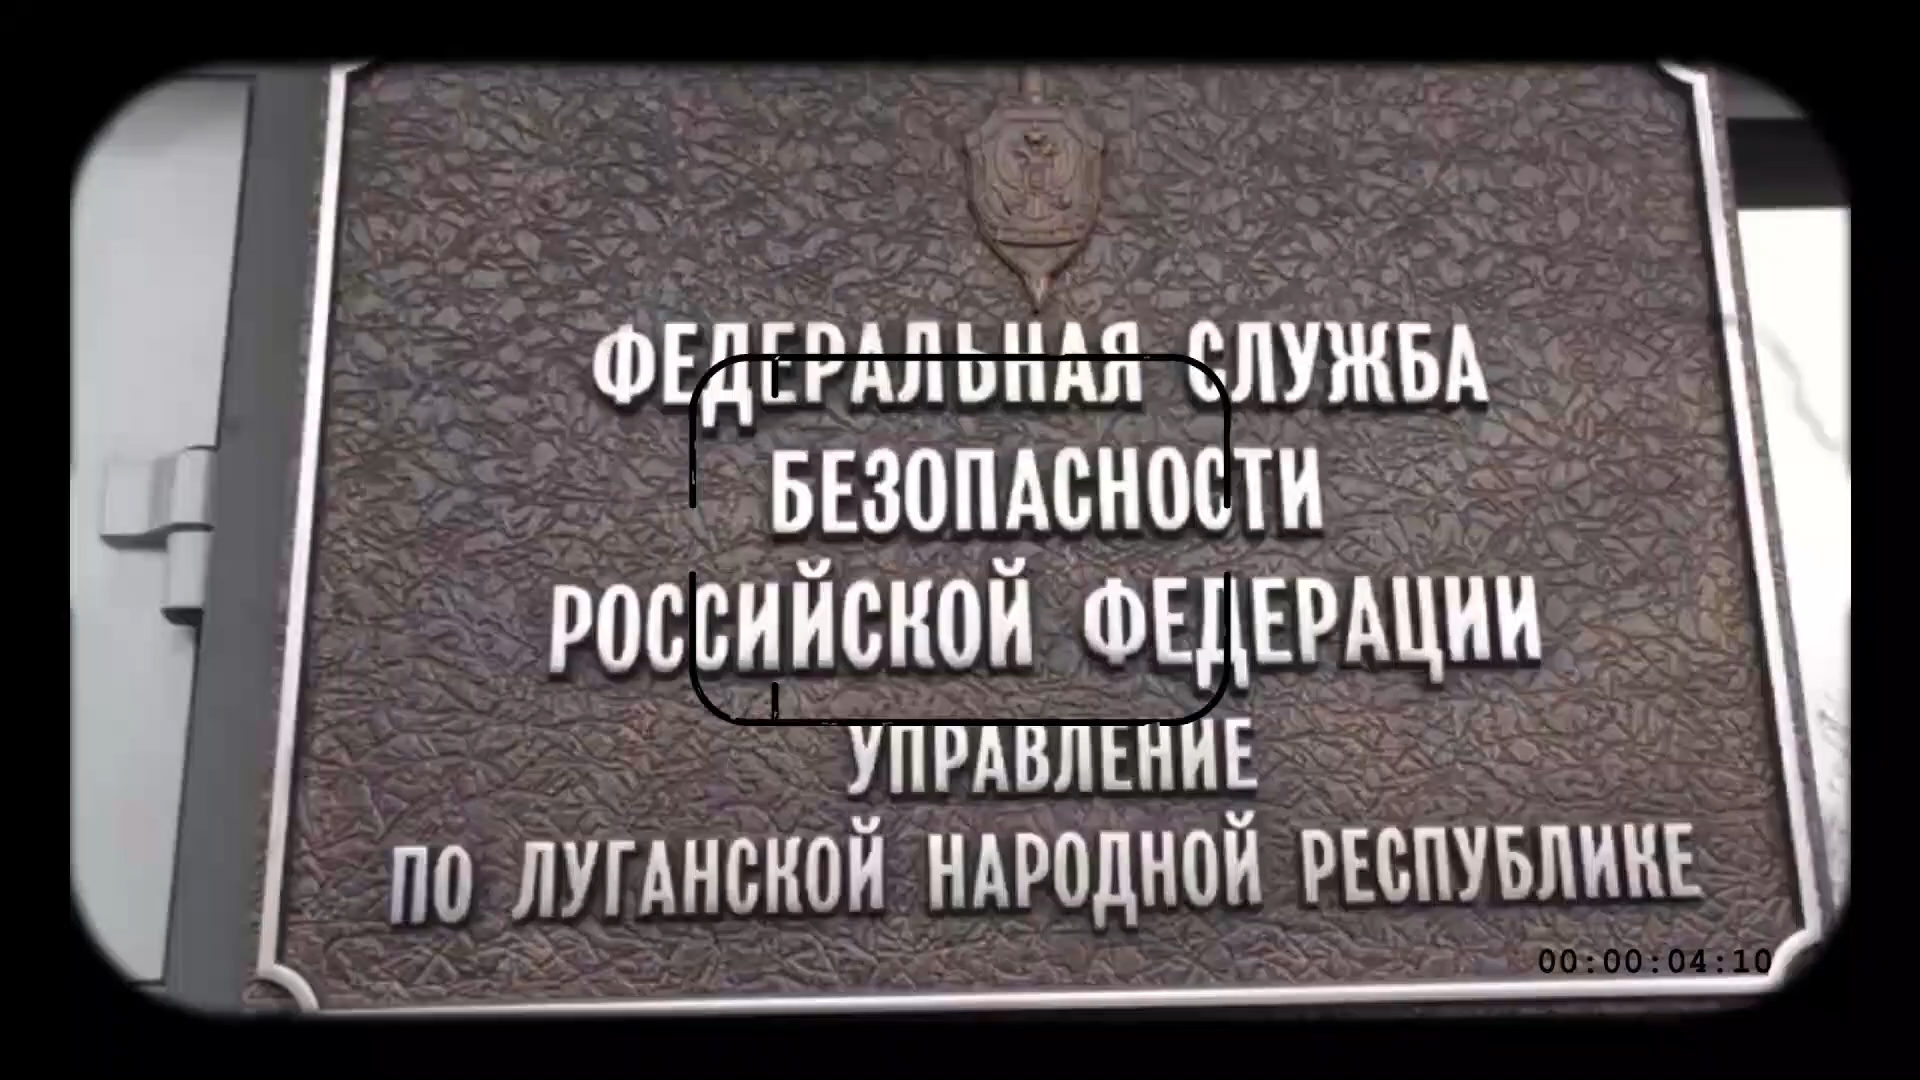 ФЕДЕРАЛЬНАЯ СЛУЖБА
БЕЗОПАСНОСТИ
РОССИЙСКОЙ ФЕДЕРАЦИИ
УПРАВЛЕНИЕ
ПО ЛУГАНСКОЙ НАРОДНОЙ РЕСПУБЛИКЕ
00:00:04:10